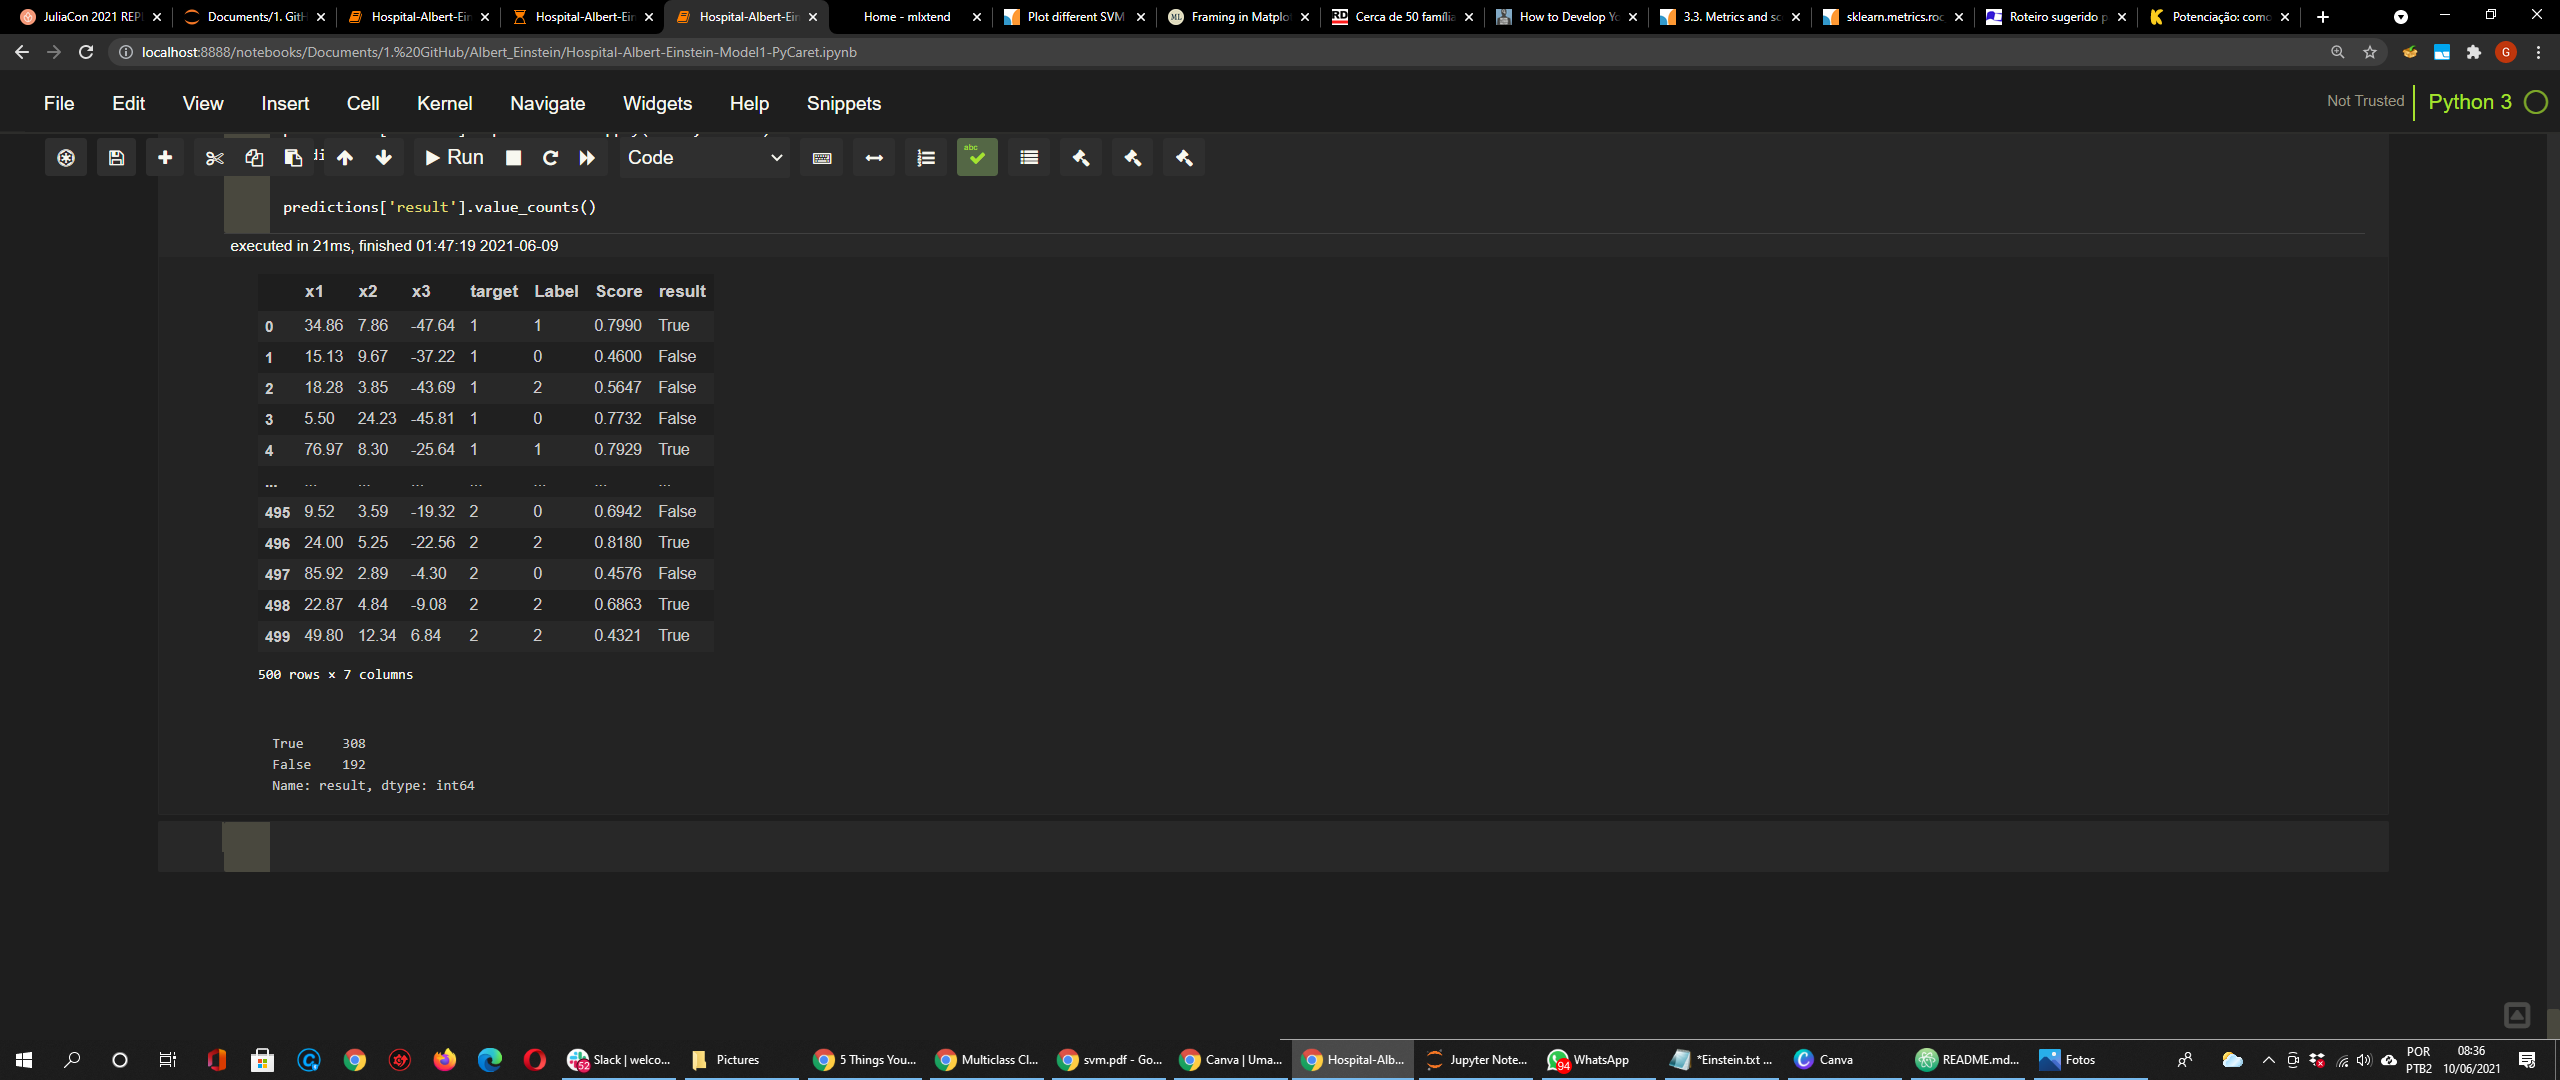 JuliaCon 2021 REP
Documents/1. GitH
Hospital-Albert-Ein
Hospital-Albert-Ein
Hospital-Albert-Ein
Home - mlxtend
Plot different SVM
Framing in Matplo
Cerca de 50 família
How to Develop Yo
3.3. Metrics and sc
sklearn.metrics.roc
Roteiro sugerido p
Potenciação: como
localhost:8888/notebooks/Documents/1.%20GitHub/Albert_Einstein/Hospital-Albert-Einstein-Model1-PyCaret.ipynb
G
File Edit View Insert Cell Kernel Navigate Widgets Help Snippets
Not Trusted Python 3
Run Code abc
predictions['result'].value_counts()
executed in 21ms, finished 01:47:19 2021-06-09
x1 x2 x3 target Label Score result
0 34.86 7.86 -47.64 1 1 0.7990 True
1 15.13 9.67 -37.22 1 0 0.4600 False
2 18.28 3.85 -43.69 1 2 0.5647 False
3 5.50 24.23 -45.81 1 0 0.7732 False
4 76.97 8.30 -25.64 1 1 0.7929 True
... ... ... ... ... ... ... ...
495 9.52 3.59 -19.32 2 0 0.6942 False
496 24.00 5.25 -22.56 2 2 0.8180 True
497 85.92 2.89 -4.30 2 0 0.4576 False
498 22.87 4.84 -9.08 2 2 0.6863 True
499 49.80 12.34 6.84 2 2 0.4321 True
500 rows × 7 columns
True 308
False 192
Name: result, dtype: int64
52 Slack | welco...
Pictures
5 Things You...
Multiclass Cl...
svm.pdf - Go...
Canva | Uma...
Hospital-Alb...
Jupyter Note...
94 WhatsApp
*Einstein.txt ...
Canva
README.md...
Fotos
POR
PTB2
08:36
10/06/2021